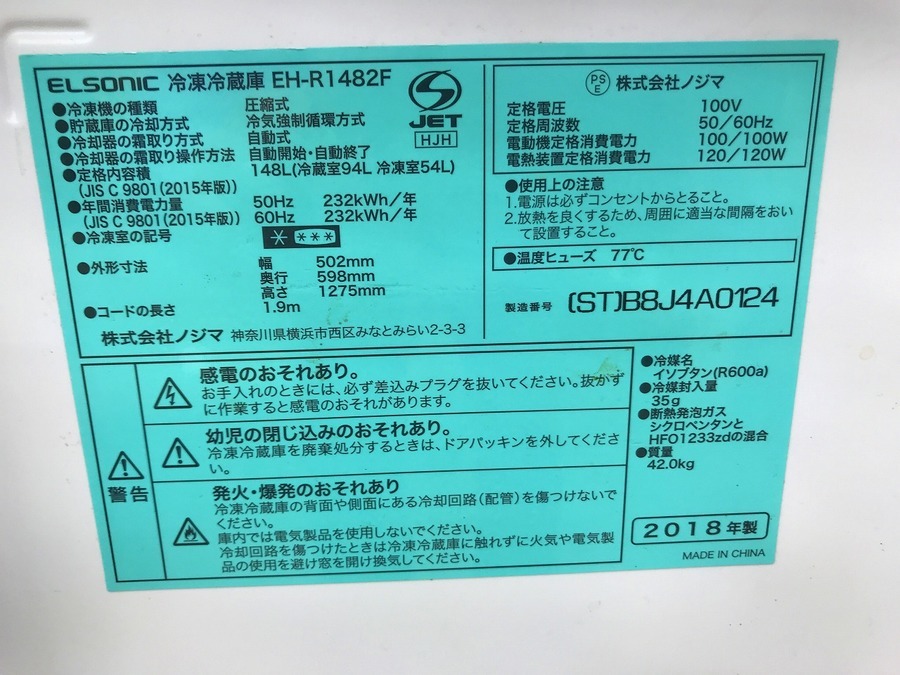 ELSONIC 冷凍冷蔵庫 EH-R1482F
●冷凍機の種類 圧縮式
●貯蔵庫の冷却方式 冷気強制循環方式
●冷却器の霜取り方式 自動式
●冷却器の霜取り操作方法 自動開始・自動終了
●定格内容積 148L(冷蔵室94L 冷凍室54L)
(JIS C 9801(2015年版))
●年間消費電力量 50Hz 232kWh／年
(JIS C 9801(2015年版)) 60Hz 232kWh／年
●冷凍室の記号 * ***
●外形寸法 幅 502mm
奥行 598mm
高さ 1275mm
●コードの長さ 1.9m
株式会社ノジマ 神奈川県横浜市西区みなとみらい2-3-3
S
JET
HJH
PS
E 株式会社ノジマ
定格電圧 100V
定格周波数 50／60Hz
電動機定格消費電力 100／100W
電熱装置定格消費電力 120／120W
●使用上の注意
1.電源は必ずコンセントからとること。
2.放熱を良くするため、周囲に適当な間隔をおい
て設置すること。
●温度ヒューズ 77℃
製造番号 (ST)B8J4A0124
警告
感電のおそれあり。
お手入れのときには、必ず差込みプラグを抜いてください。抜かず
に作業すると感電のおそれがあります。
幼児の閉じ込みのおそれあり。
冷凍冷蔵庫を廃棄処分するときは、ドアパッキンを外してくださ
い。
発火・爆発のおそれあり
冷凍冷蔵庫の背面や側面にある冷却回路（配管）を傷つけないで
ください。
庫内では電気製品を使用しないでください。
冷却回路を傷つけたときは冷凍冷蔵庫に触れずに火気や電気製
品の使用を避け窓を開け換気してください。
●冷媒名
イソブタン(R600a)
●冷媒封入量
35g
●断熱発泡ガス
シクロペンタンと
HFO1233zdの混合
●質量
42.0kg
2018年製
MADE IN CHINA